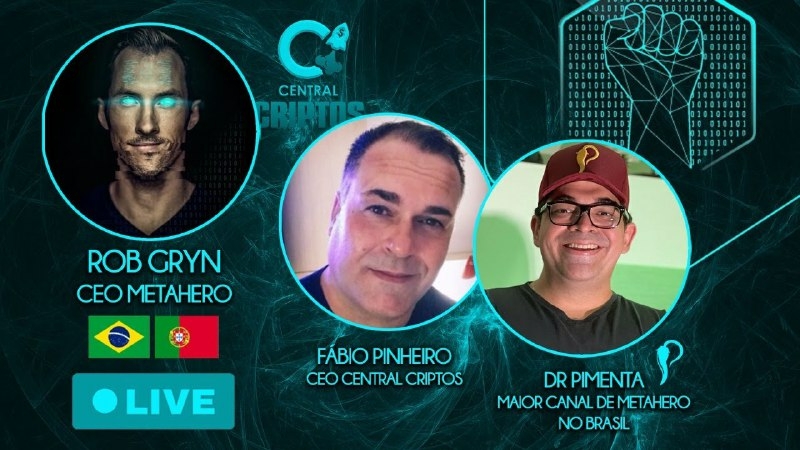 CENTRAL
CRIPTOS
ROB GRYN
CEO METAHERO
LIVE
FÁBIO PINHEIRO
CEO CENTRAL CRIPTOS
DR PIMENTA
MAIOR CANAL DE METAHERO
NO BRASIL